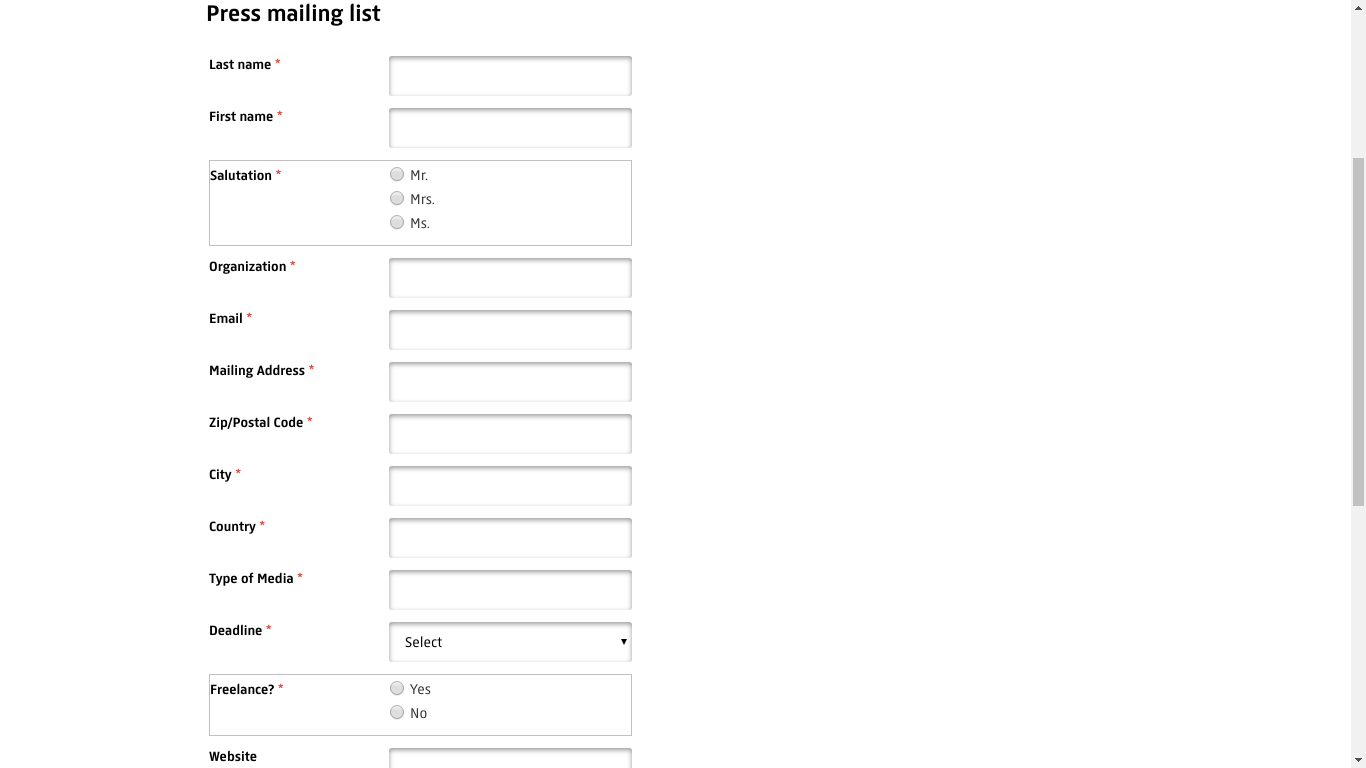 Press mailing list
Last name *
First name *
Salutation *
Mr.
Mrs.
Ms.
Organization *
Email *
Mailing Address *
Zip/Postal Code *
City *
Country *
Type of Media *
Deadline *
Select
Freelance? *
Yes
No
Website